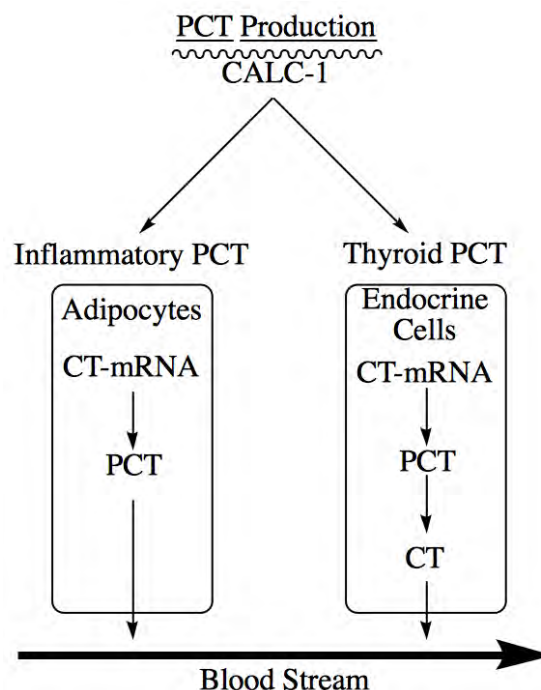 PCT Production
CALC-1
Inflammatory PCT
Thyroid PCT
Adipocytes
CT-mRNA
PCT
Endocrine
Cells
CT-mRNA
PCT
CT
Blood Stream